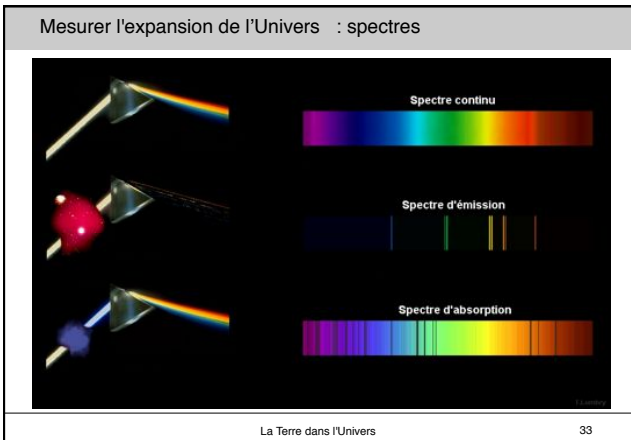 Mesurer l'expansion de l'Univers : spectres
Spectre continu
Spectre d'émission
Spectre d'absorption
La Terre dans l'Univers
33